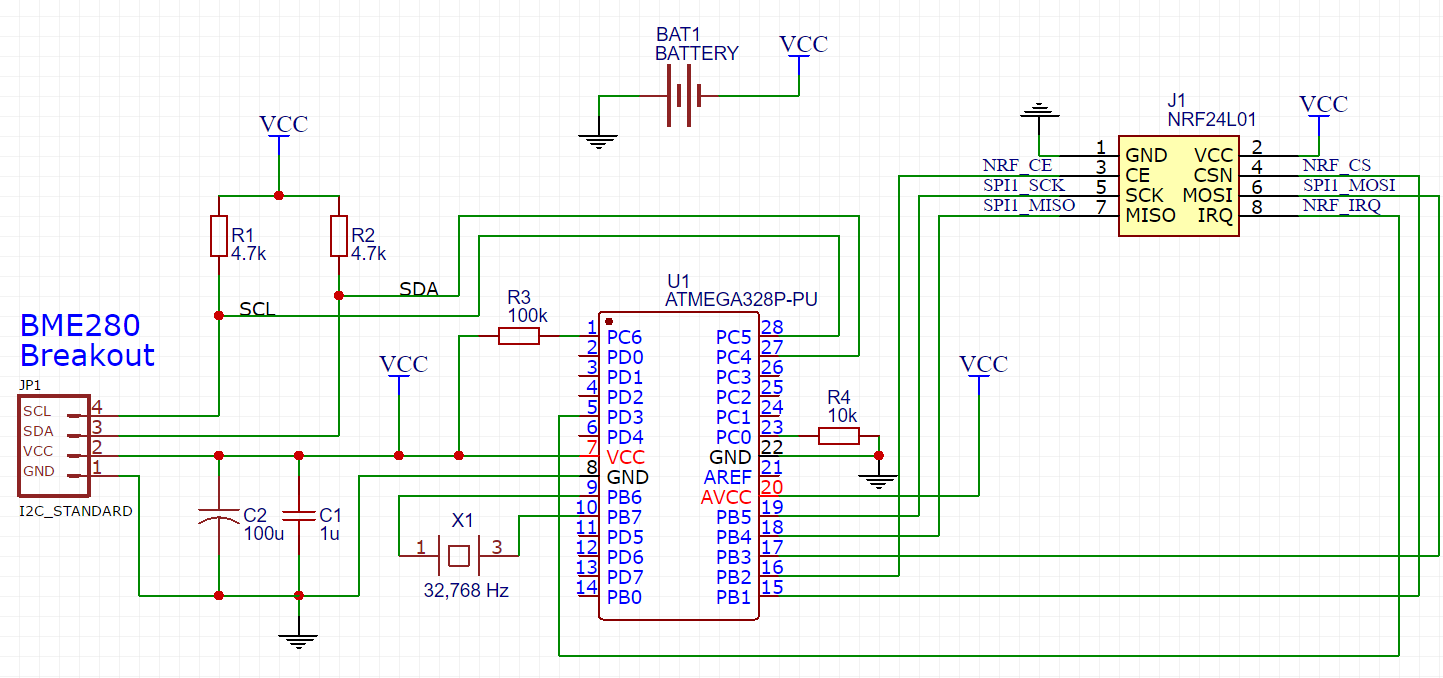 BAT1
BATTERY
VCC
VCC
J1
NRF24L01
VCC
1 GND VCC 2
NRF_CE 3 CE CSN 4 NRF_CS
SPI1_SCK 5 SCK MOSI 6 SPI1_MOSI
SPI1_MISO 7 MISO IRQ 8 NRF_IRQ
R1
4.7k
R2
4.7k
SDA
SCL
R3
100k
U1
ATMEGA328P-PU
BME280
Breakout
JP1
SCL 4
SDA 3
VCC 2
GND 1
I2C_STANDARD
VCC
VCC
1 PC6 PC5 28
2 PD0 PC4 27
3 PD1 PC3 26
4 PD2 PC2 25
5 PD3 PC1 24
6 PD4 PC0 23
7 VCC GND 22
8 GND AREF 21
9 PB6 AVCC 20
10 PB7 PB5 19
11 PD5 PB4 18
12 PD6 PB3 17
13 PD7 PB2 16
14 PB0 PB1 15
R4
10k
C2
100u
C1
1u
X1
1 3
32,768 Hz